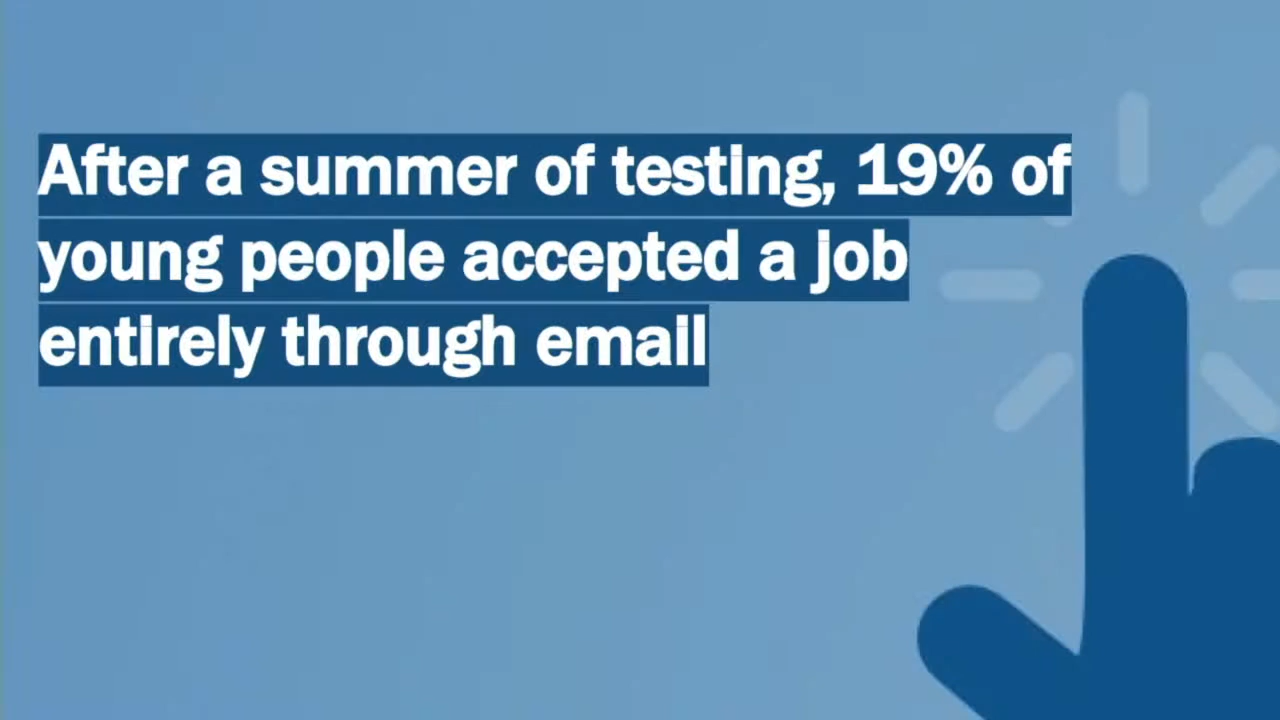 After a summer of testing, 19% of
young people accepted a job
entirely through email